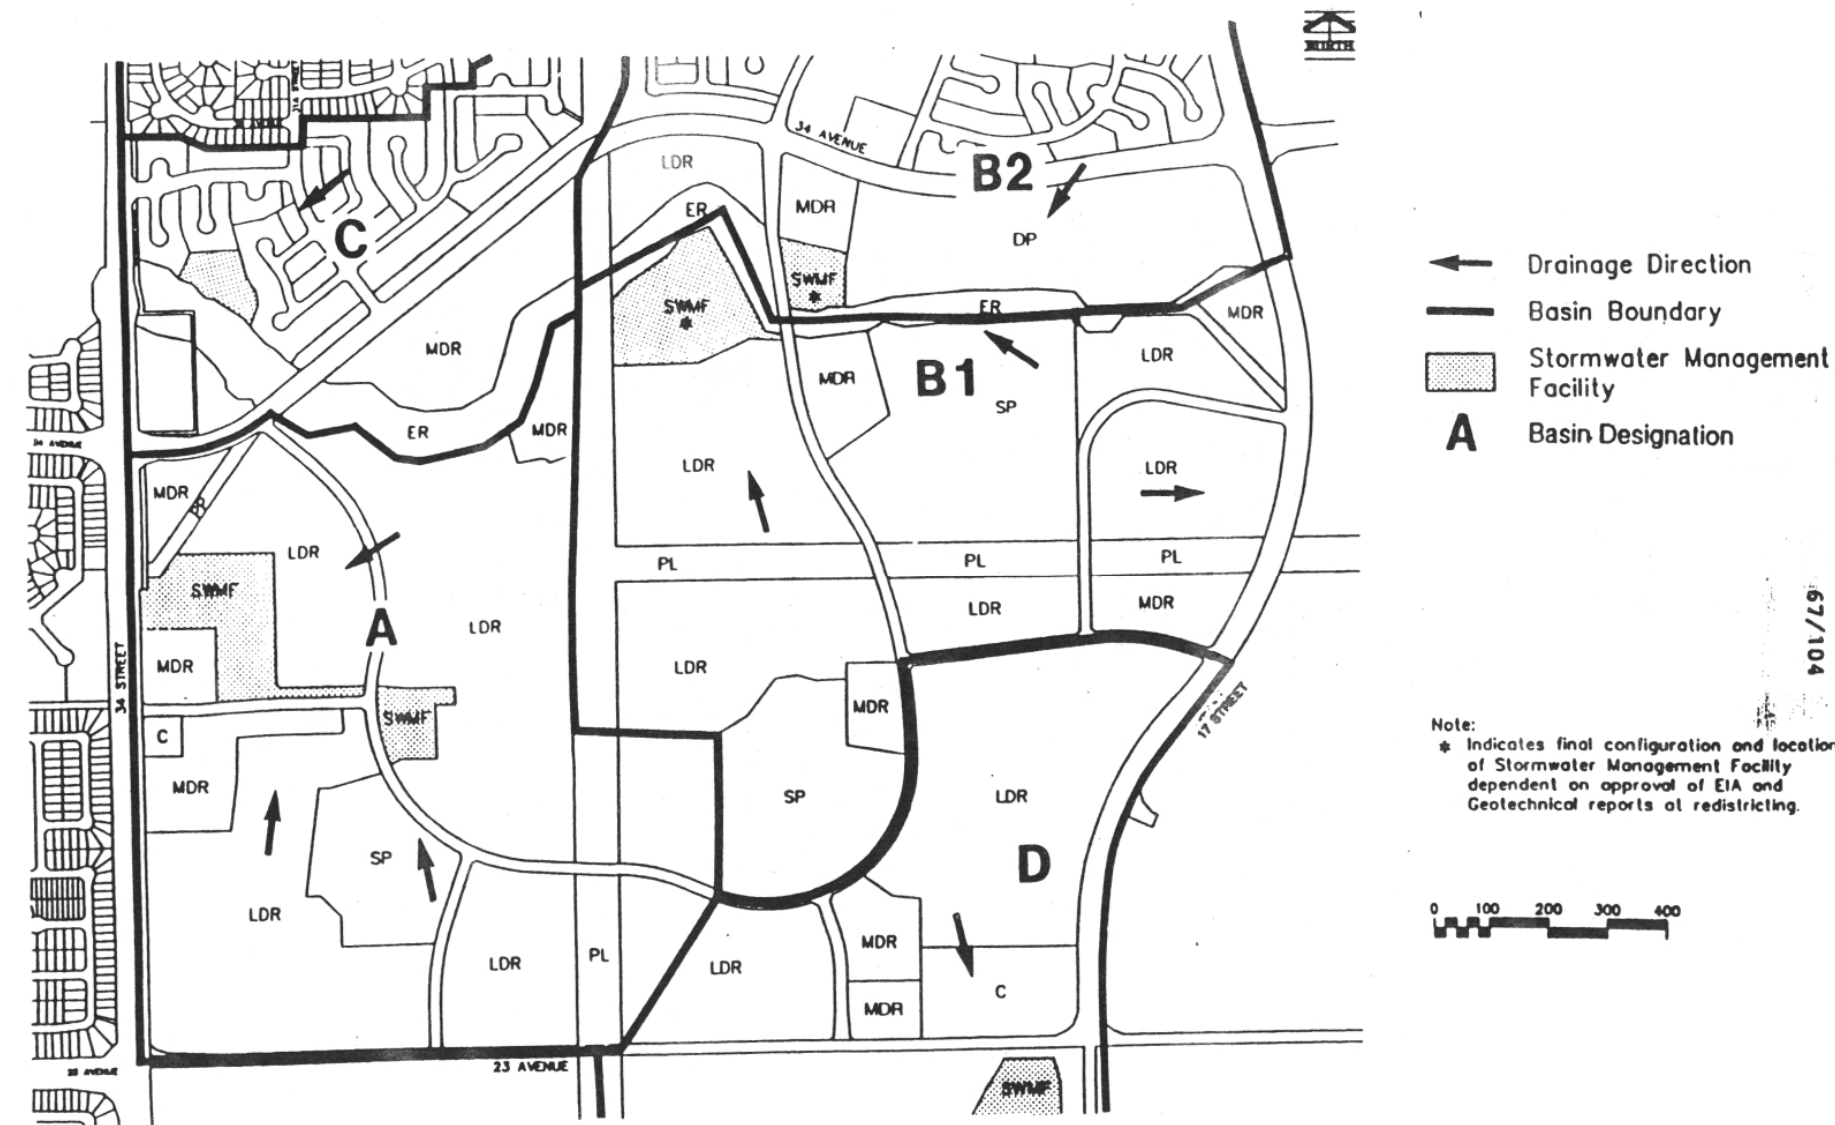 NORTH
31A STREET
34 AVENUE
LDR
B2
C
ER
MDR
DP
SWMF
*
SWMF
*
ER
MDR
MDR
B1
MDR
LDR
SP
ER
MDR
34 AVENUE
LDR
LDR
MDR
LDR
PL
PL
PL
SWMF
LDR
MDR
A
LDR
34 STREET
MDR
LDR
17 STREET
MDR
SWMF
C
MDR
SP
LDR
D
SP
LDR
MDR
LDR
PL
LDR
C
MDR
23 AVENUE
SWMF
Drainage Direction
Basin Boundary
Stormwater Management
Facility
A Basin Designation
67/104
Note:
* Indicates final configuration and location
of Stormwater Management Facility
dependent on approval of EIA and
Geotechnical reports at redistricting.
0 100 200 300 400